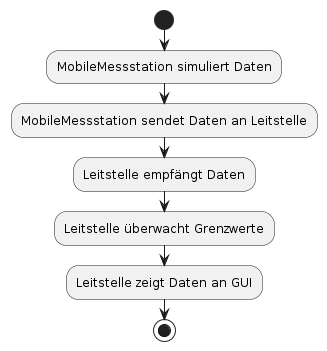 MobileMessstation simuliert Daten
MobileMessstation sendet Daten an Leitstelle
Leitstelle empfängt Daten
Leitstelle überwacht Grenzwerte
Leitstelle zeigt Daten an GUI